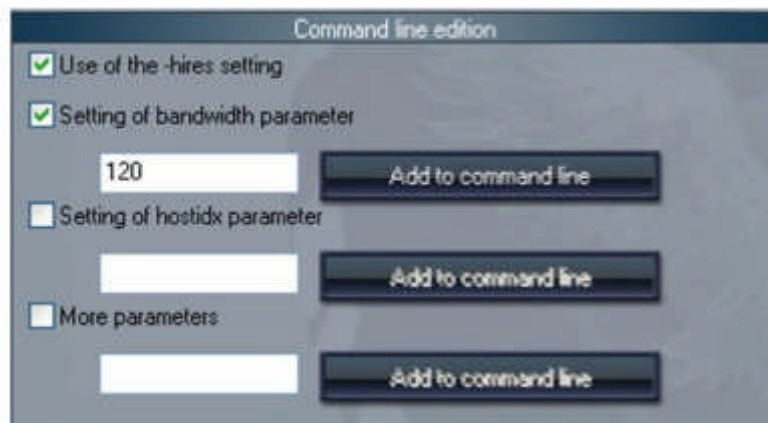 Command line edition
Use of the -hires setting
Setting of bandwidth parameter
120
Add to command line
Setting of hostidx parameter
Add to command line
More parameters
Add to command line